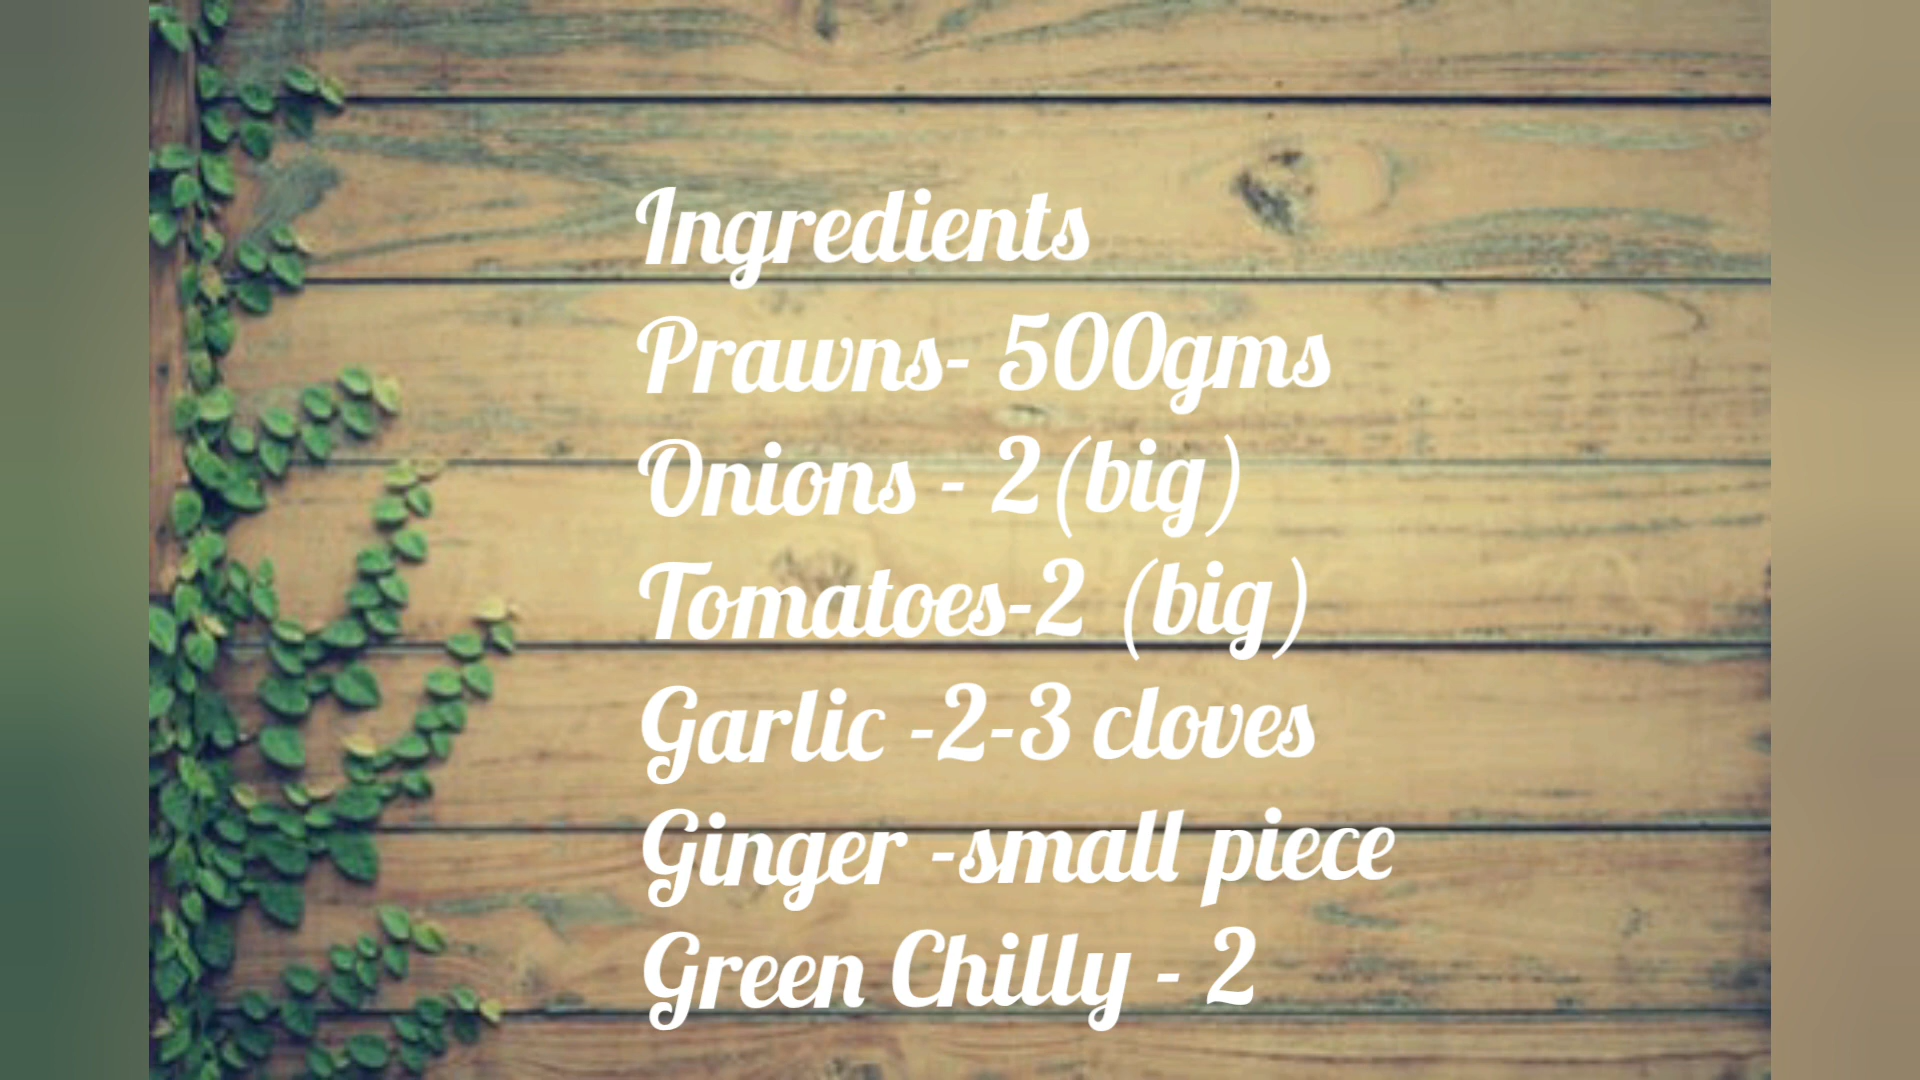 Ingredients
Prawns- 500gms
Onions - 2(big)
Tomatoes-2 (big)
Garlic -2-3 cloves
Ginger -small piece
Green Chilly - 2